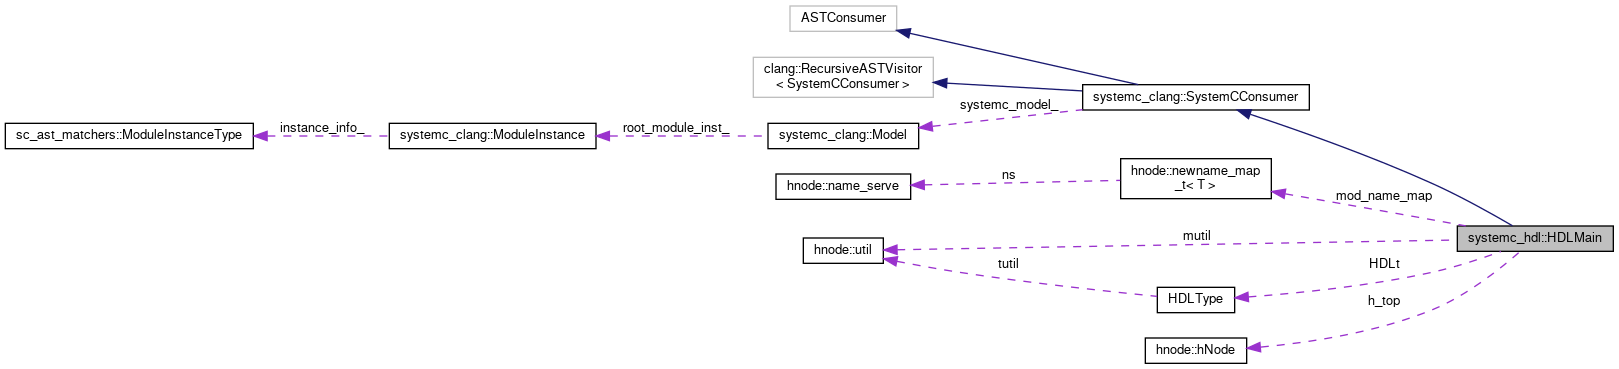 ASTConsumer
clang::RecursiveASTVisitor
< SystemCConsumer >
systemc_clang::SystemCConsumer
systemc_model_
sc_ast_matchers::ModuleInstanceType
instance_info_
systemc_clang::ModuleInstance
root_module_inst_
systemc_clang::Model
hnode::name_serve
ns
hnode::newname_map
_t< T >
mod_name_map
systemc_hdl::HDLMain
hnode::util
mutil
tutil
HDLt
HDLType
h_top
hnode::hNode